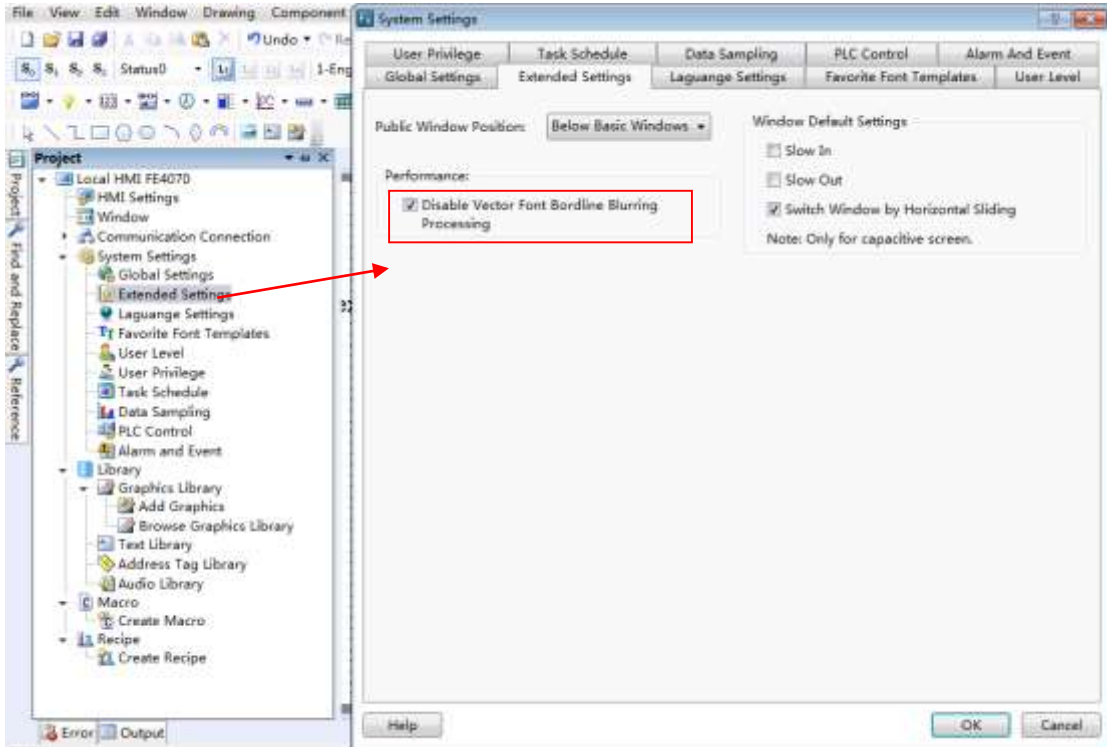 File View Edit Window Drawing Component
Undo
S₀ S₁ S₂ Status0 1-Eng
Project
Find and Replace
Reference
Project
Local HMI FE4070
HMI Settings
Window
Communication Connection
System Settings
Global Settings
Extended Settings
Laguange Settings
Favorite Font Templates
User Level
User Privilege
Task Schedule
Data Sampling
PLC Control
Alarm and Event
Library
Graphics Library
Add Graphics
Browse Graphics Library
Text Library
Address Tag Library
Audio Library
Macro
Create Macro
Recipe
Create Recipe
Error Output
System Settings
User Privilege Task Schedule Data Sampling PLC Control Alarm And Event
Global Settings Extended Settings Laguange Settings Favorite Font Templates User Level
Public Window Position: Below Basic Windows
Performance:
Disable Vector Font Bordline Blurring
Processing
Window Default Settings
Slow In
Slow Out
Switch Window by Horizontal Sliding
Note: Only for capacitive screen.
Help OK Cancel